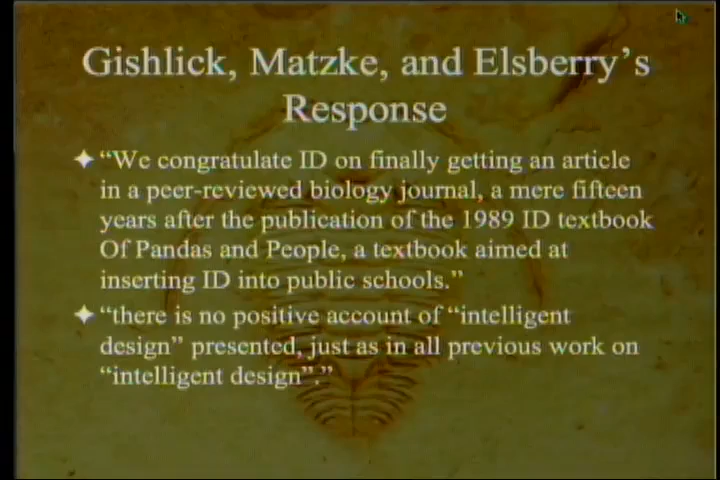 Gishlick, Matzke, and Elsberry's
Response
"We congratulate ID on finally getting an article
in a peer-reviewed biology journal, a mere fifteen
years after the publication of the 1989 ID textbook
Of Pandas and People, a textbook aimed at
inserting ID into public schools."
"there is no positive account of "intelligent
design" presented, just as in all previous work on
"intelligent design"."